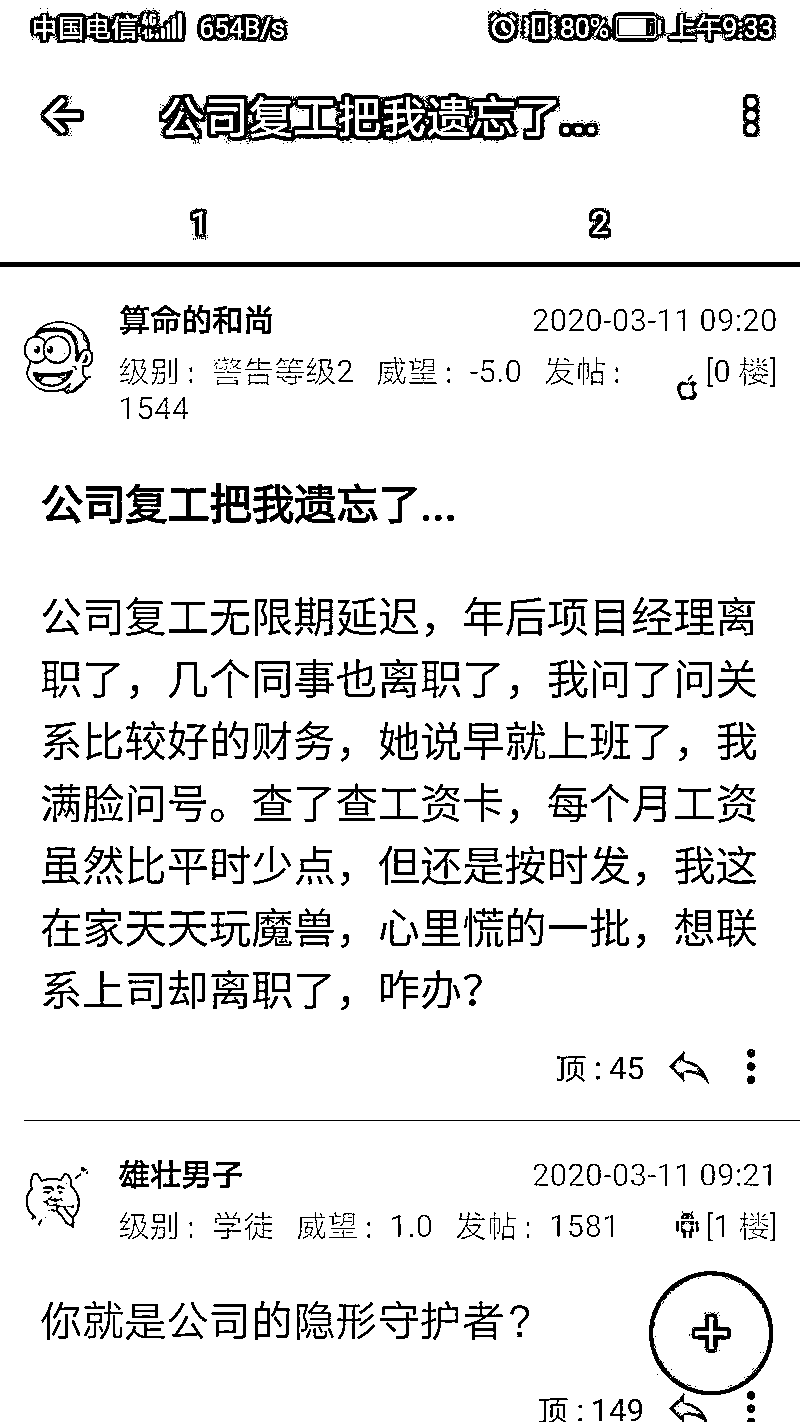 中国电信 4G 654B/s 80% 上午9:33
公司复工把我遗忘了...
1 2
算命的和尚 2020-03-11 09:20
级别：警告等级2 威望：-5.0 发帖： [0 楼]
1544
公司复工把我遗忘了...
公司复工无限期延迟，年后项目经理离
职了，几个同事也离职了，我问了问关
系比较好的财务，她说早就上班了，我
满脸问号。查了查工资卡，每个月工资
虽然比平时少点，但还是按时发，我这
在家天天玩魔兽，心里慌的一批，想联
系上司却离职了，咋办？
顶:45
雄壮男子 2020-03-11 09:21
级别：学徒 威望：1.0 发帖：1581 [1 楼]
你就是公司的隐形守护者？
顶:149